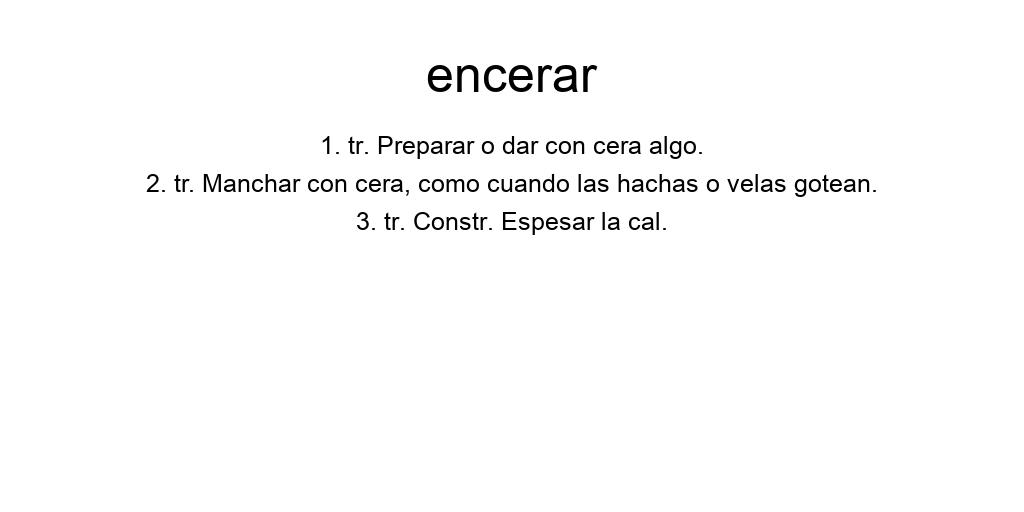 encerar
1. tr. Preparar o dar con cera algo.
2. tr. Manchar con cera, como cuando las hachas o velas gotean.
3. tr. Constr. Espesar la cal.